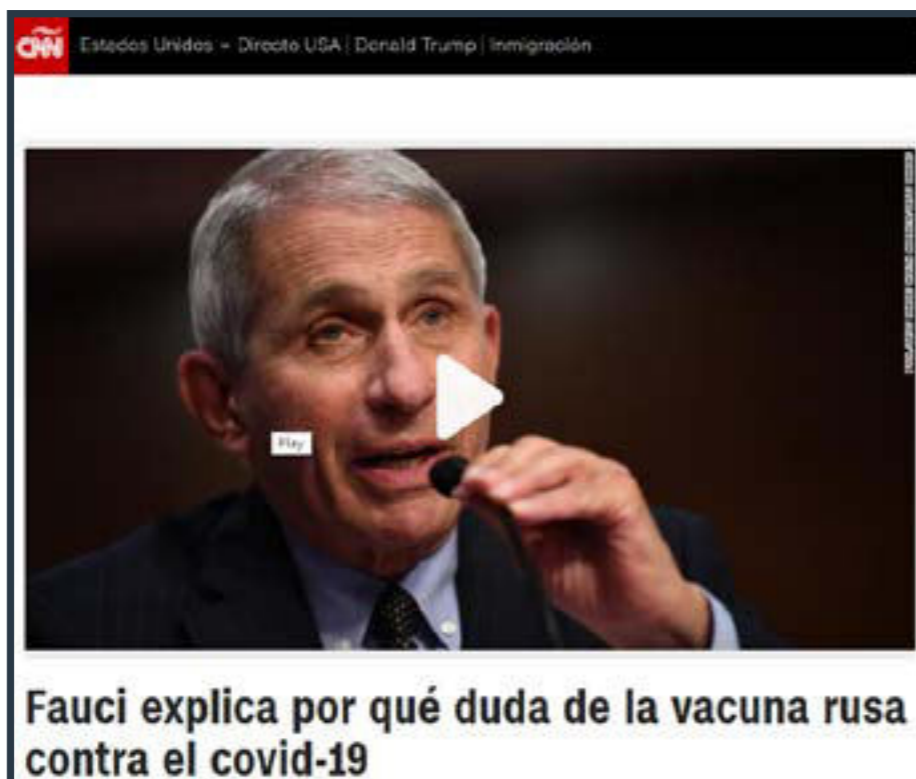 CNN Estados Unidos - Directo USA | Donald Trump | Inmigración
Play
Fauci explica por qué duda de la vacuna rusa
contra el covid-19